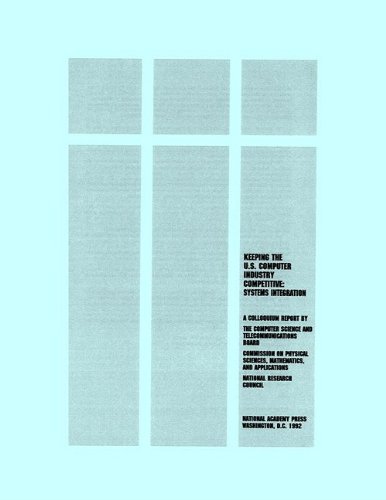 KEEPING THE
U.S. COMPUTER
INDUSTRY
COMPETITIVE:
SYSTEMS INTEGRATION
A COLLOQUIUM REPORT BY
THE COMPUTER SCIENCE AND
TELECOMMUNICATIONS
BOARD
COMMISSION ON PHYSICAL
SCIENCES, MATHEMATICS,
AND APPLICATIONS
NATIONAL RESEARCH
COUNCIL
NATIONAL ACADEMY PRESS
WASHINGTON, D.C. 1992